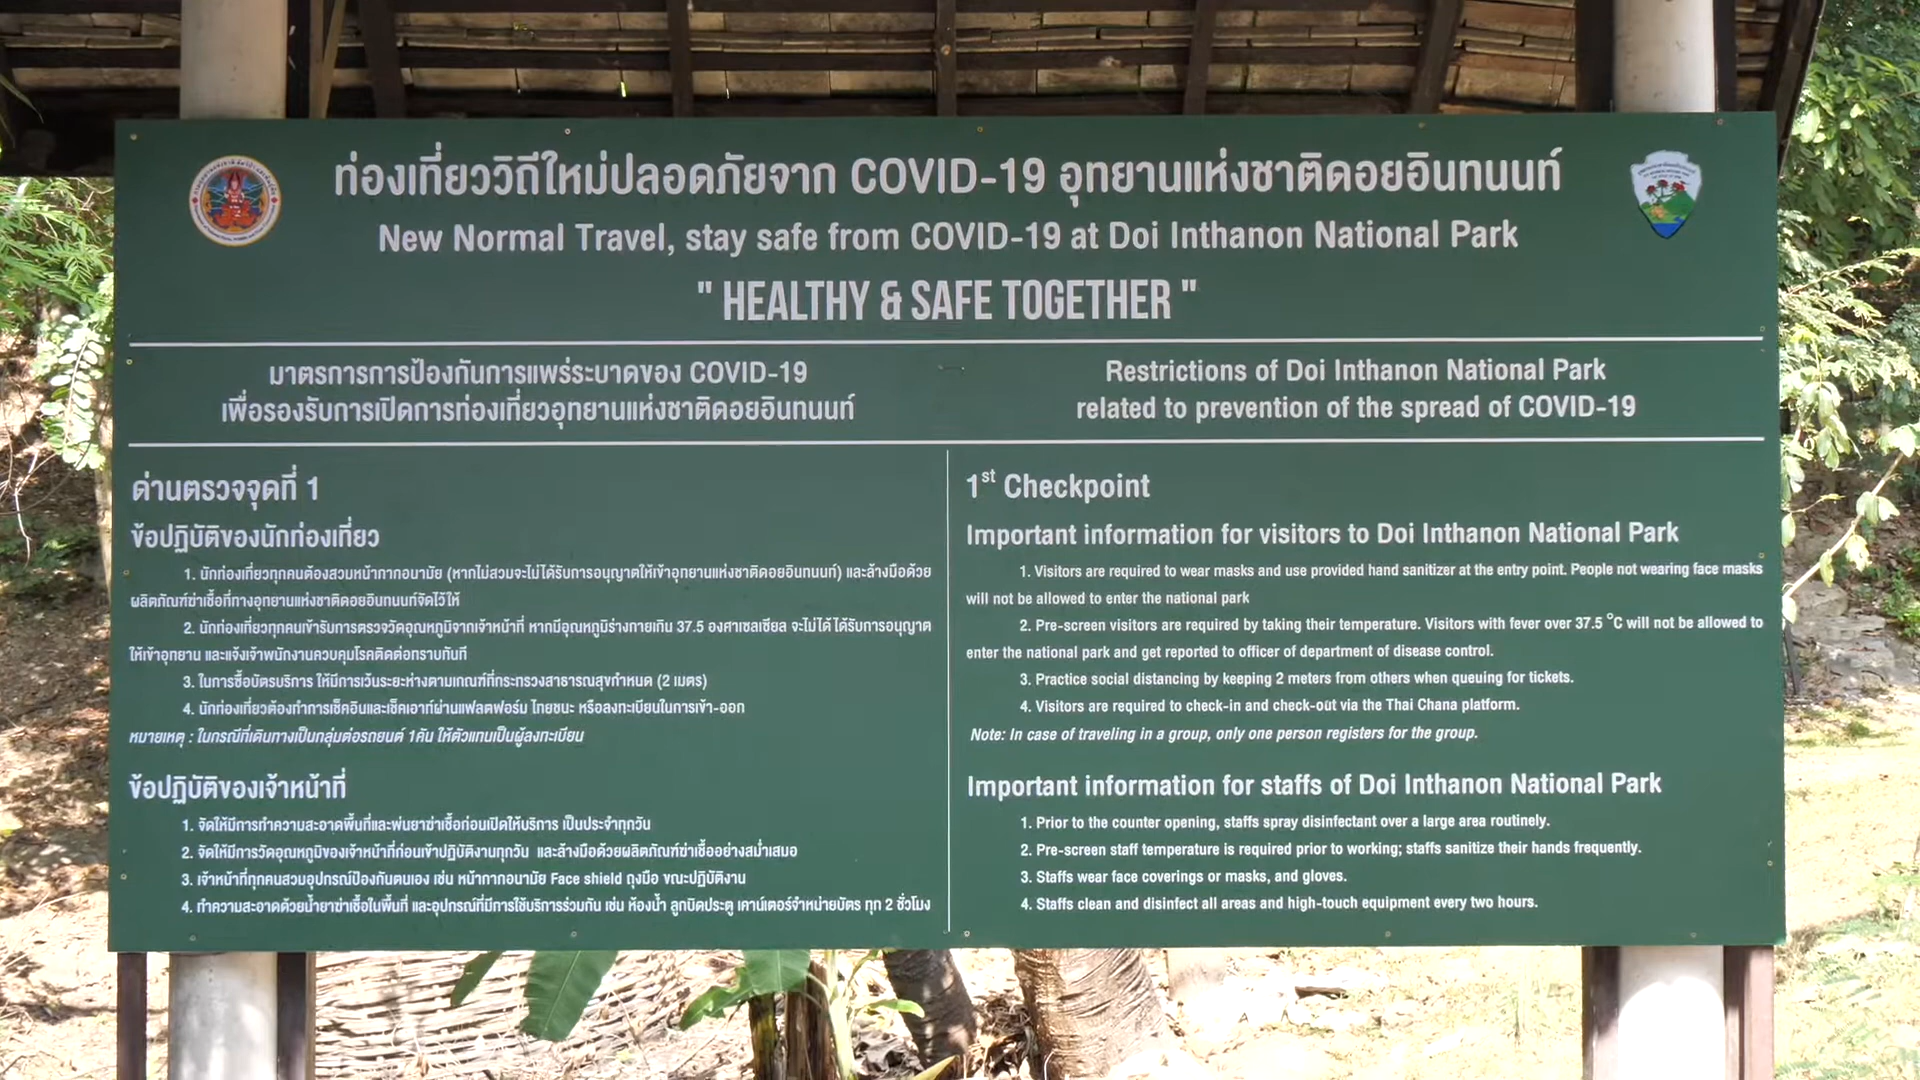 ท่องเที่ยววิถีใหม่ปลอดภัยจาก COVID-19 อุทยานแห่งชาติดอยอินทนนท์
New Normal Travel, stay safe from COVID-19 at Doi Inthanon National Park
" HEALTHY & SAFE TOGETHER "
มาตรการการป้องกันการแพร่ระบาดของ COVID-19
เพื่อรองรับการเปิดการท่องเที่ยวอุทยานแห่งชาติดอยอินทนนท์
Restrictions of Doi Inthanon National Park
related to prevention of the spread of COVID-19
ด่านตรวจจุดที่ 1
ข้อปฏิบัติของนักท่องเที่ยว
1. นักท่องเที่ยวทุกคนต้องสวมหน้ากากอนามัย (หากไม่สวมจะไม่ได้รับการอนุญาตให้เข้าอุทยานแห่งชาติดอยอินทนนท์) และล้างมือด้วย
ผลิตภัณฑ์ฆ่าเชื้อที่ทางอุทยานแห่งชาติดอยอินทนนท์จัดไว้ให้
2. นักท่องเที่ยวทุกคนเข้ารับการตรวจวัดอุณหภูมิจากเจ้าหน้าที่ หากมีอุณหภูมิร่างกายเกิน 37.5 องศาเซลเซียส จะไม่ได้ได้รับการอนุญาต
ให้เข้าอุทยาน และแจ้งเจ้าพนักงานควบคุมโรคติดต่อทราบทันที
3. ในการซื้อบัตรบริการ ให้มีการเว้นระยะห่างตามเกณฑ์ที่กระทรวงสาธารณสุขกำหนด (2 เมตร)
4. นักท่องเที่ยวต้องทำการเช็คอินและเช็คเอาท์ผ่านแฟลตฟอร์ม ไทยชนะ หรือลงทะเบียนในการเข้า-ออก
หมายเหตุ : ในกรณีที่เดินทางเป็นกลุ่มต่อรถยนต์ 1คัน ให้ตัวแทนเป็นผู้ลงทะเบียน
ข้อปฏิบัติของเจ้าหน้าที่
1. จัดให้มีการทำความสะอาดพื้นที่และพ่นยาฆ่าเชื้อก่อนเปิดให้บริการ เป็นประจำทุกวัน
2. จัดให้มีการวัดอุณหภูมิของเจ้าหน้าที่ก่อนเข้าปฏิบัติงานทุกวัน และล้างมือด้วยผลิตภัณฑ์ฆ่าเชื้ออย่างสม่ำเสมอ
3. เจ้าหน้าที่ทุกคนสวมอุปกรณ์ป้องกันตนเอง เช่น หน้ากากอนามัย Face shield ถุงมือ ขณะปฏิบัติงาน
4. ทำความสะอาดด้วยน้ำยาฆ่าเชื้อในพื้นที่ และอุปกรณ์ที่มีการใช้บริการร่วมกัน เช่น ห้องน้ำ ลูกบิดประตู เคาน์เตอร์จำหน่ายบัตร ทุก 2 ชั่วโมง
1st Checkpoint
Important information for visitors to Doi Inthanon National Park
1. Visitors are required to wear masks and use provided hand sanitizer at the entry point. People not wearing face masks
will not be allowed to enter the national park
2. Pre-screen visitors are required by taking their temperature. Visitors with fever over 37.5 °C will not be allowed to
enter the national park and get reported to officer of department of disease control.
3. Practice social distancing by keeping 2 meters from others when queuing for tickets.
4. Visitors are required to check-in and check-out via the Thai Chana platform.
Note: In case of traveling in a group, only one person registers for the group.
Important information for staffs of Doi Inthanon National Park
1. Prior to the counter opening, staffs spray disinfectant over a large area routinely.
2. Pre-screen staff temperature is required prior to working; staffs sanitize their hands frequently.
3. Staffs wear face coverings or masks, and gloves.
4. Staffs clean and disinfect all areas and high-touch equipment every two hours.